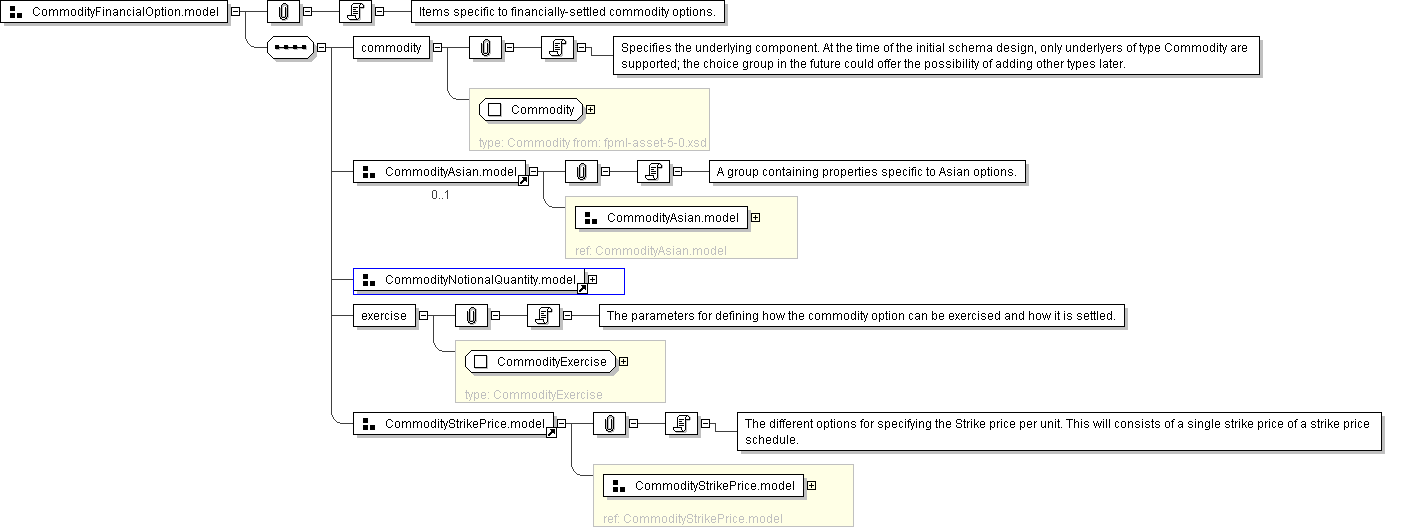 CommodityFinancialOption.model
Items specific to financially-settled commodity options.
commodity
Specifies the underlying component. At the time of the initial schema design, only underlyers of type Commodity are
supported; the choice group in the future could offer the possibility of adding other types later.
Commodity
type: Commodity from: fpml-asset-5-0.xsd
CommodityAsian.model
A group containing properties specific to Asian options.
0..1
CommodityAsian.model
ref: CommodityAsian.model
CommodityNotionalQuantity.model
exercise
The parameters for defining how the commodity option can be exercised and how it is settled.
CommodityExercise
type: CommodityExercise
CommodityStrikePrice.model
The different options for specifying the Strike price per unit. This will consists of a single strike price of a strike price
schedule.
CommodityStrikePrice.model
ref: CommodityStrikePrice.model